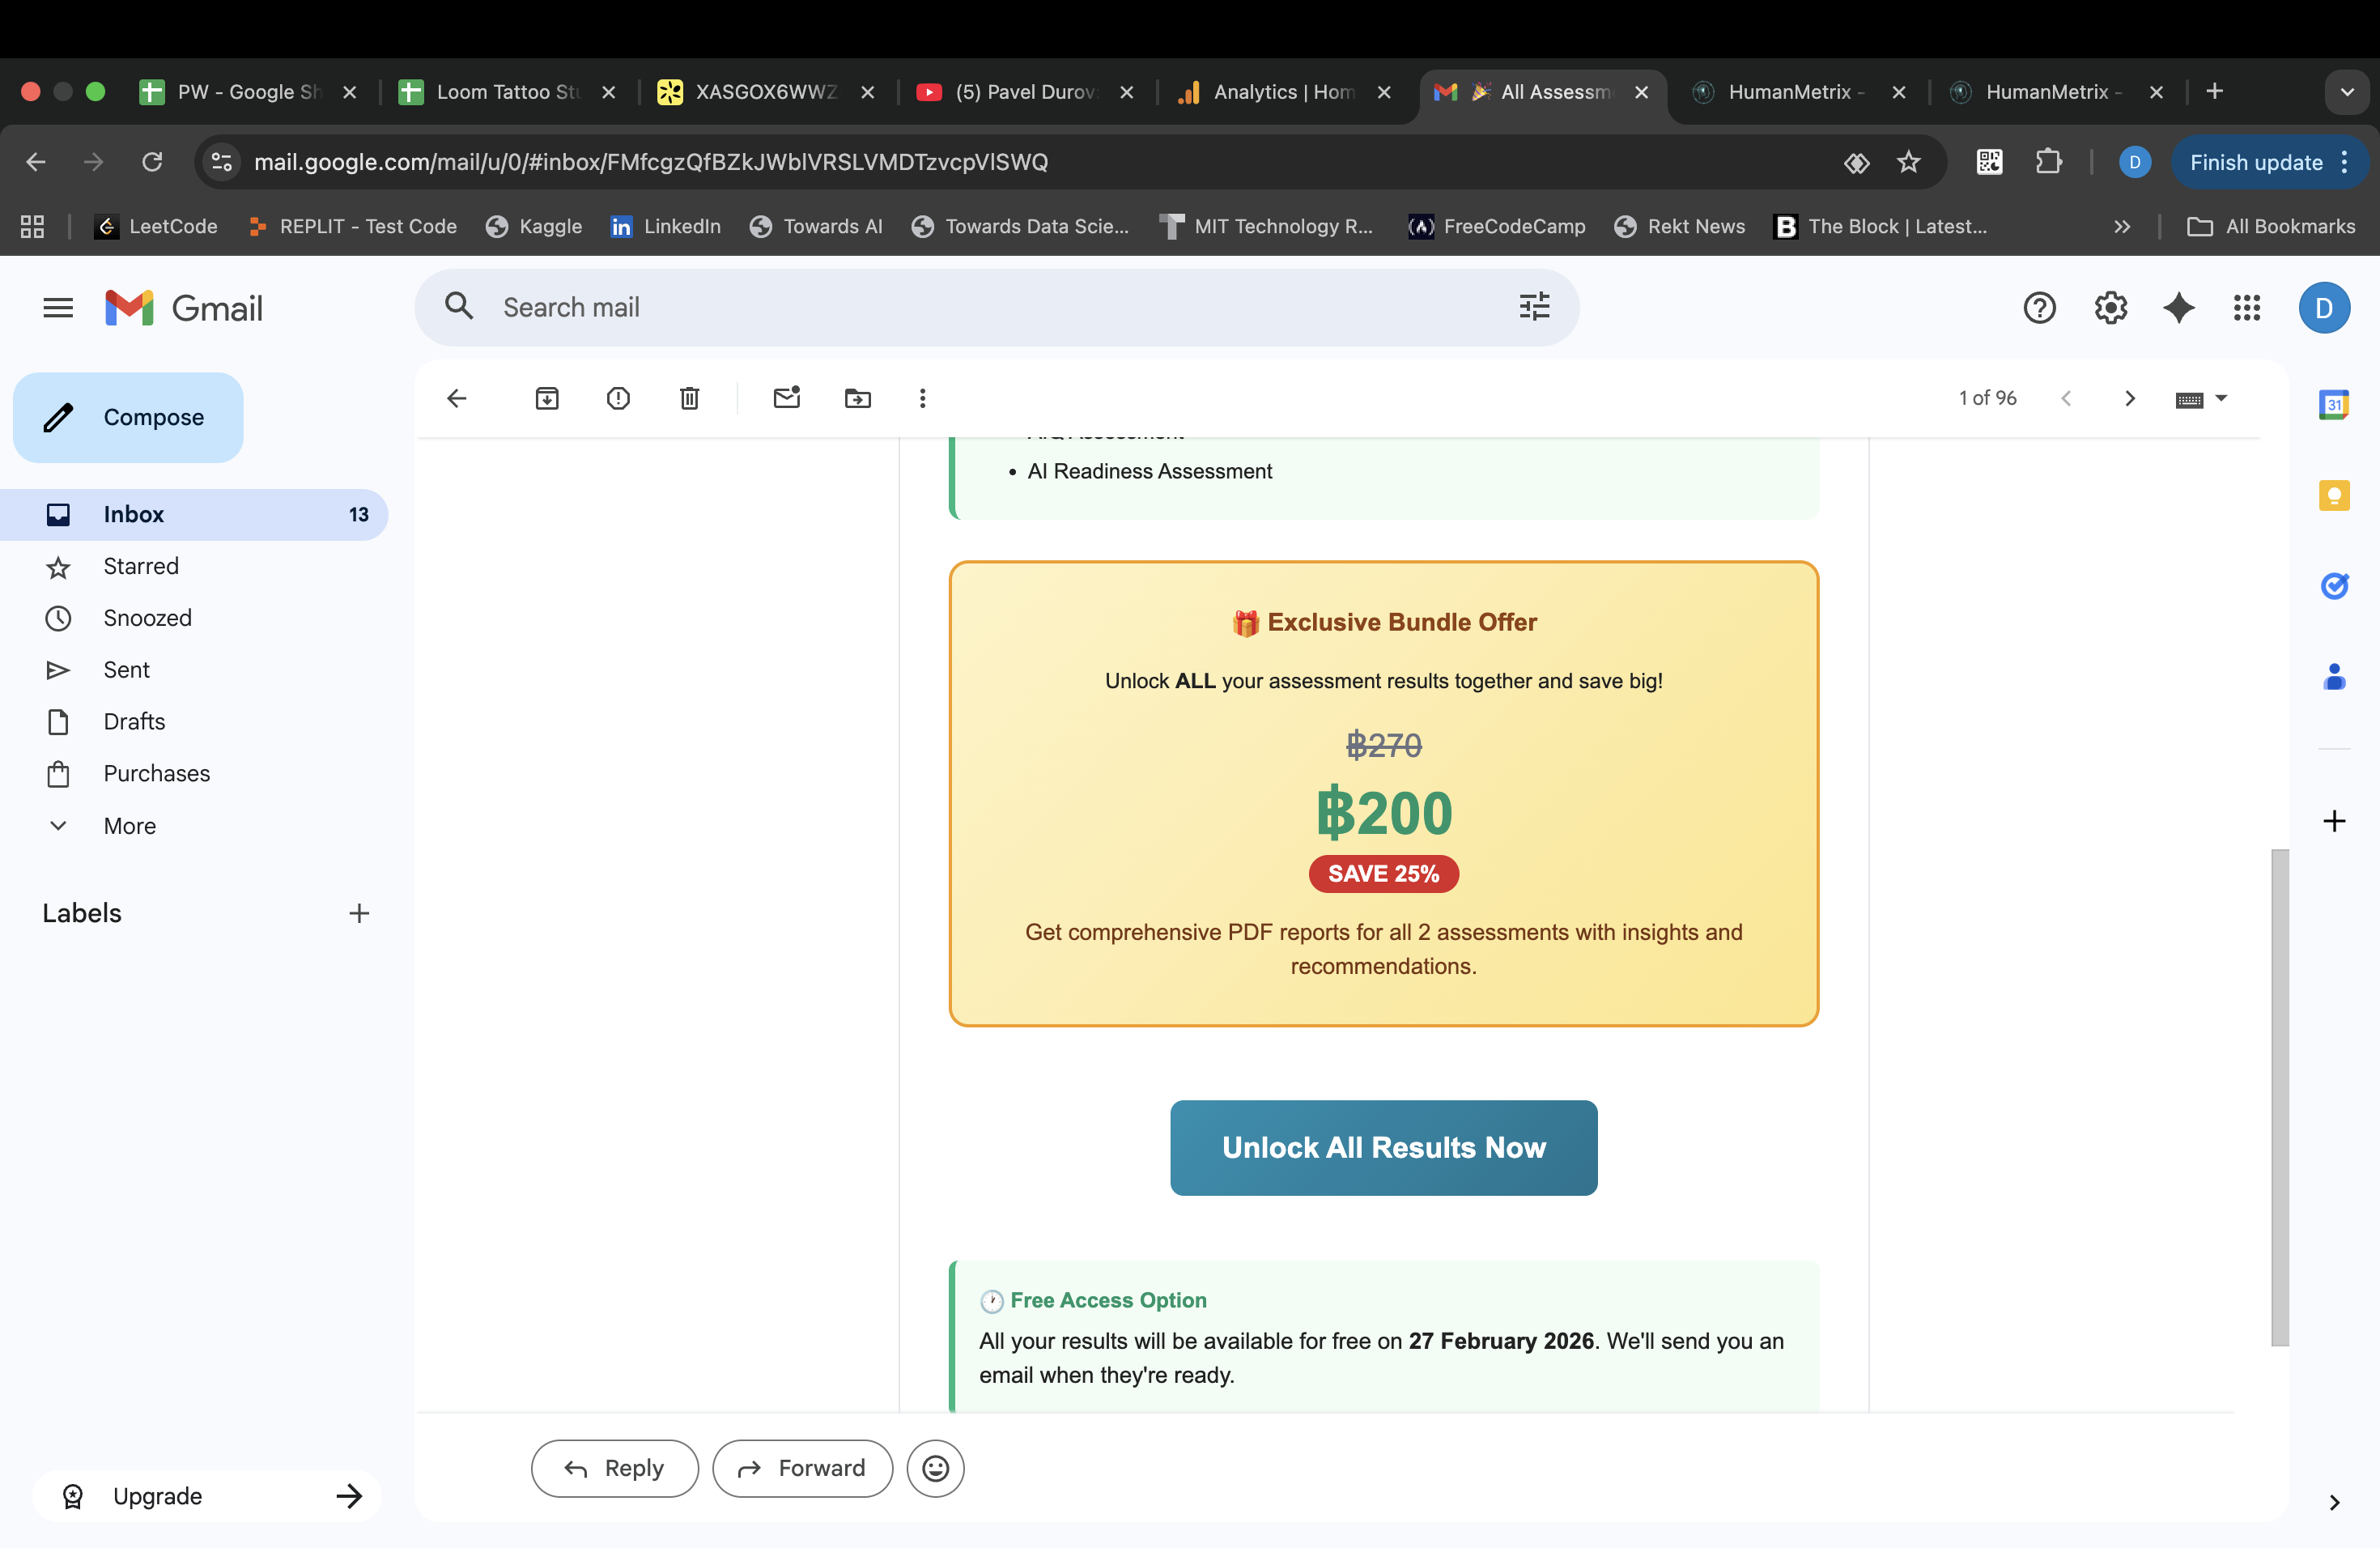 PW - Google Sh
Loom Tattoo Stu
XASGOX6WWZ
(5) Pavel Durov:
Analytics | Hom
🎉 All Assessm
HumanMetrix -
HumanMetrix -
mail.google.com/mail/u/0/#inbox/FMfcgzQfBZkJWblVRSLVMDTzvcpVlSWQ
D
Finish update
LeetCode
REPLIT - Test Code
Kaggle
LinkedIn
Towards AI
Towards Data Scie...
MIT Technology R...
FreeCodeCamp
Rekt News
The Block | Latest...
All Bookmarks
Gmail
Search mail
D
Compose
1 of 96
Inbox 13
Starred
Snoozed
Sent
Drafts
Purchases
More
Labels
Upgrade
• AI Readiness Assessment
🎁 Exclusive Bundle Offer
Unlock ALL your assessment results together and save big!
฿270
฿200
SAVE 25%
Get comprehensive PDF reports for all 2 assessments with insights and
recommendations.
Unlock All Results Now
🕐 Free Access Option
All your results will be available for free on 27 February 2026. We'll send you an
email when they're ready.
Reply
Forward
31